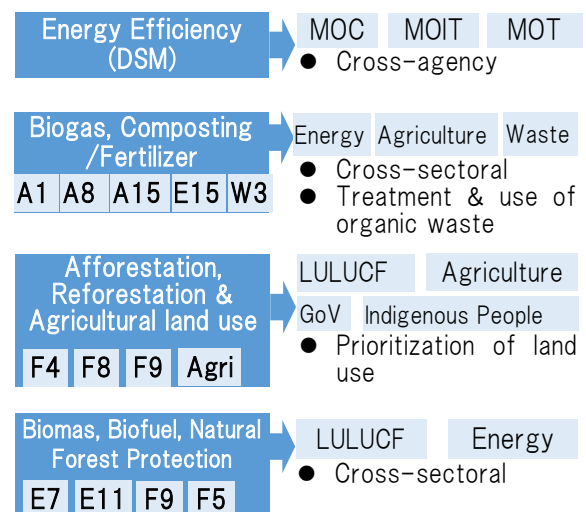 Energy Efficiency
(DSM)
MOC MOIT MOT
● Cross-agency
Biogas, Composting
/Fertilizer
A1 A8 A15 E15 W3
Energy Agriculture Waste
● Cross-sectoral
● Treatment & use of
organic waste
Afforestation,
Reforestation &
Agricultural land use
F4 F8 F9 Agri
LULUCF Agriculture
GoV Indigenous People
● Prioritization of land
use
Biomas, Biofuel, Natural
Forest Protection
E7 E11 F9 F5
LULUCF Energy
● Cross-sectoral